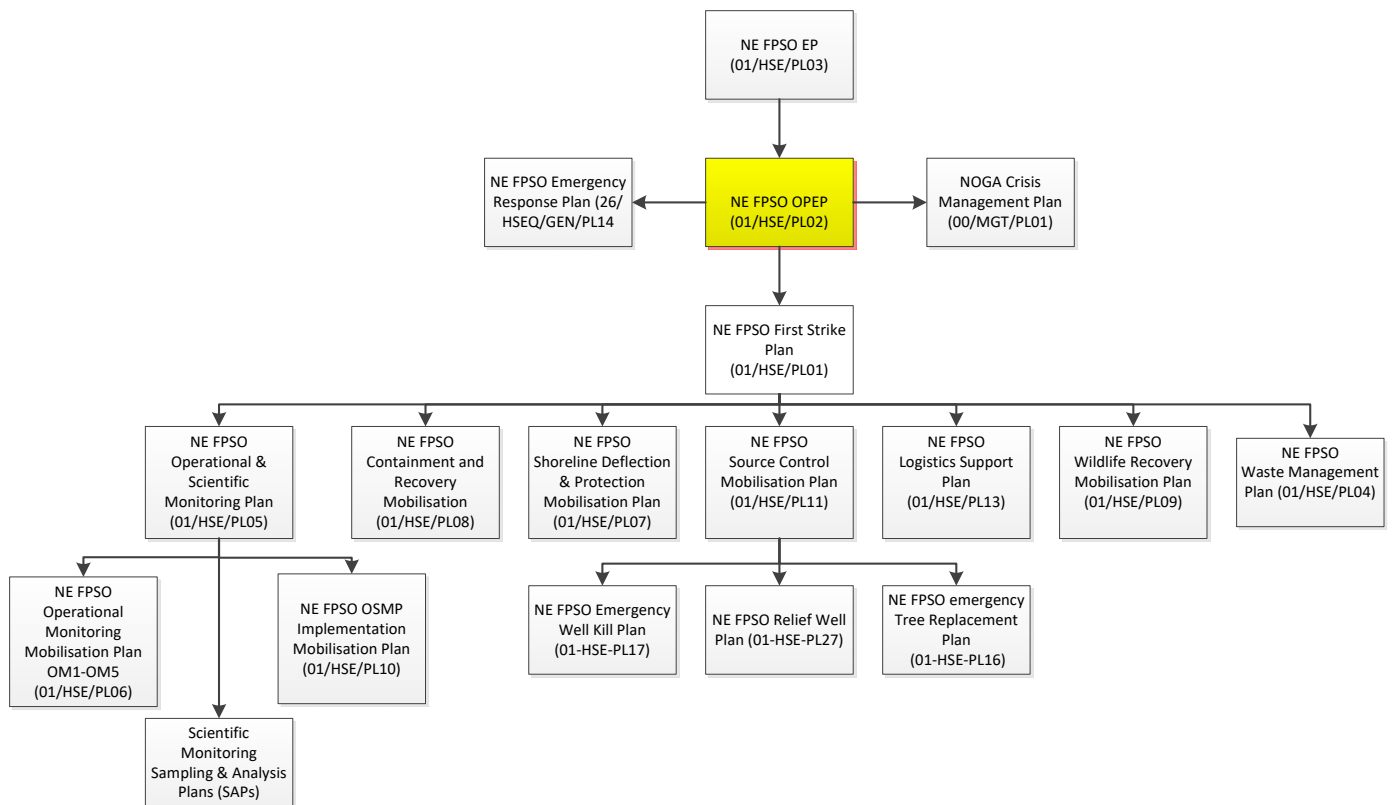 NE FPSO EP
(01/HSE/PL03)
NE FPSO Emergency
Response Plan (26/
HSEQ/GEN/PL14
NE FPSO OPEP
(01/HSE/PL02)
NOGA Crisis
Management Plan
(00/MGT/PL01)
NE FPSO First Strike
Plan
(01/HSE/PL01)
NE FPSO
Operational &
Scientific
Monitoring Plan
(01/HSE/PL05)
NE FPSO
Containment and
Recovery
Mobilisation
(01/HSE/PL08)
NE FPSO
Shoreline Deflection
& Protection
Mobilisation Plan
(01/HSE/PL07)
NE FPSO
Source Control
Mobilisation Plan
(01/HSE/PL11)
NE FPSO
Logistics Support
Plan
(01/HSE/PL13)
NE FPSO
Wildlife Recovery
Mobilisation Plan
(01/HSE/PL09)
NE FPSO
Waste Management
Plan (01/HSE/PL04)
NE FPSO
Operational
Monitoring
Mobilisation Plan
OM1-OM5
(01/HSE/PL06)
NE FPSO OSMP
Implementation
Mobilisation Plan
(01/HSE/PL10)
NE FPSO Emergency
Well Kill Plan
(01-HSE-PL17)
NE FPSO Relief Well
Plan (01-HSE-PL27)
NE FPSO emergency
Tree Replacement
Plan
(01-HSE-PL16)
Scientific
Monitoring
Sampling & Analysis
Plans (SAPs)